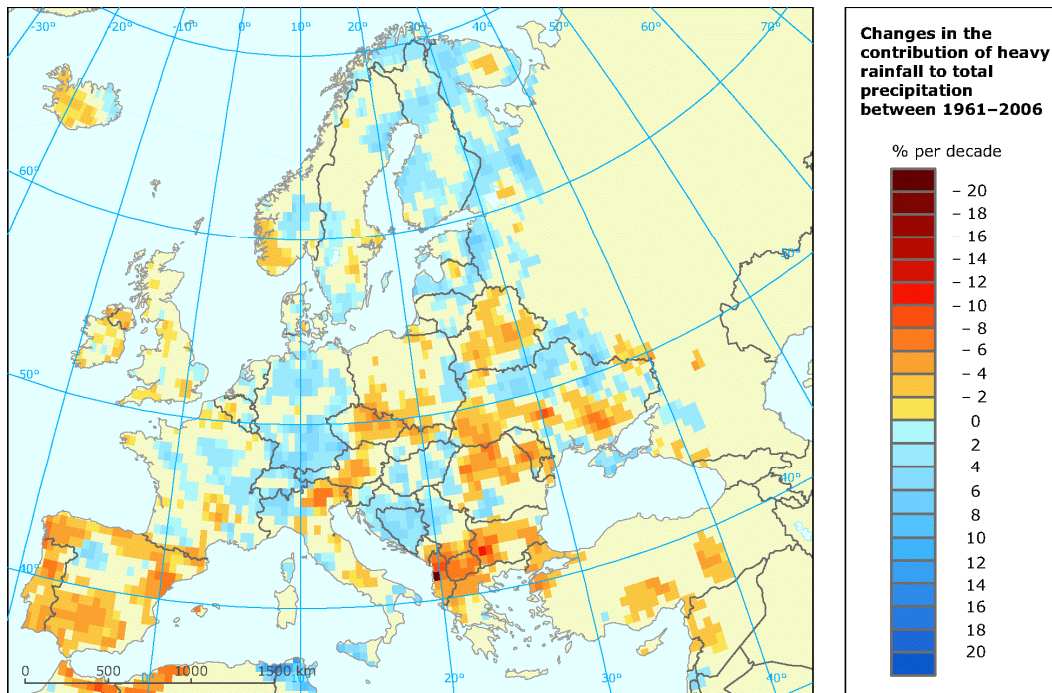 -30° -20° -10° 0° 10° 20° 30° 40° 50° 60° 70°
60°
50°
50°
40°
40°
0 500 1000 1500 km
0° 10° 20° 30° 40°
Changes in the
contribution of heavy
rainfall to total
precipitation
between 1961–2006
% per decade
– 20
– 18
– 16
– 14
– 12
– 10
– 8
– 6
– 4
– 2
0
2
4
6
8
10
12
14
16
18
20